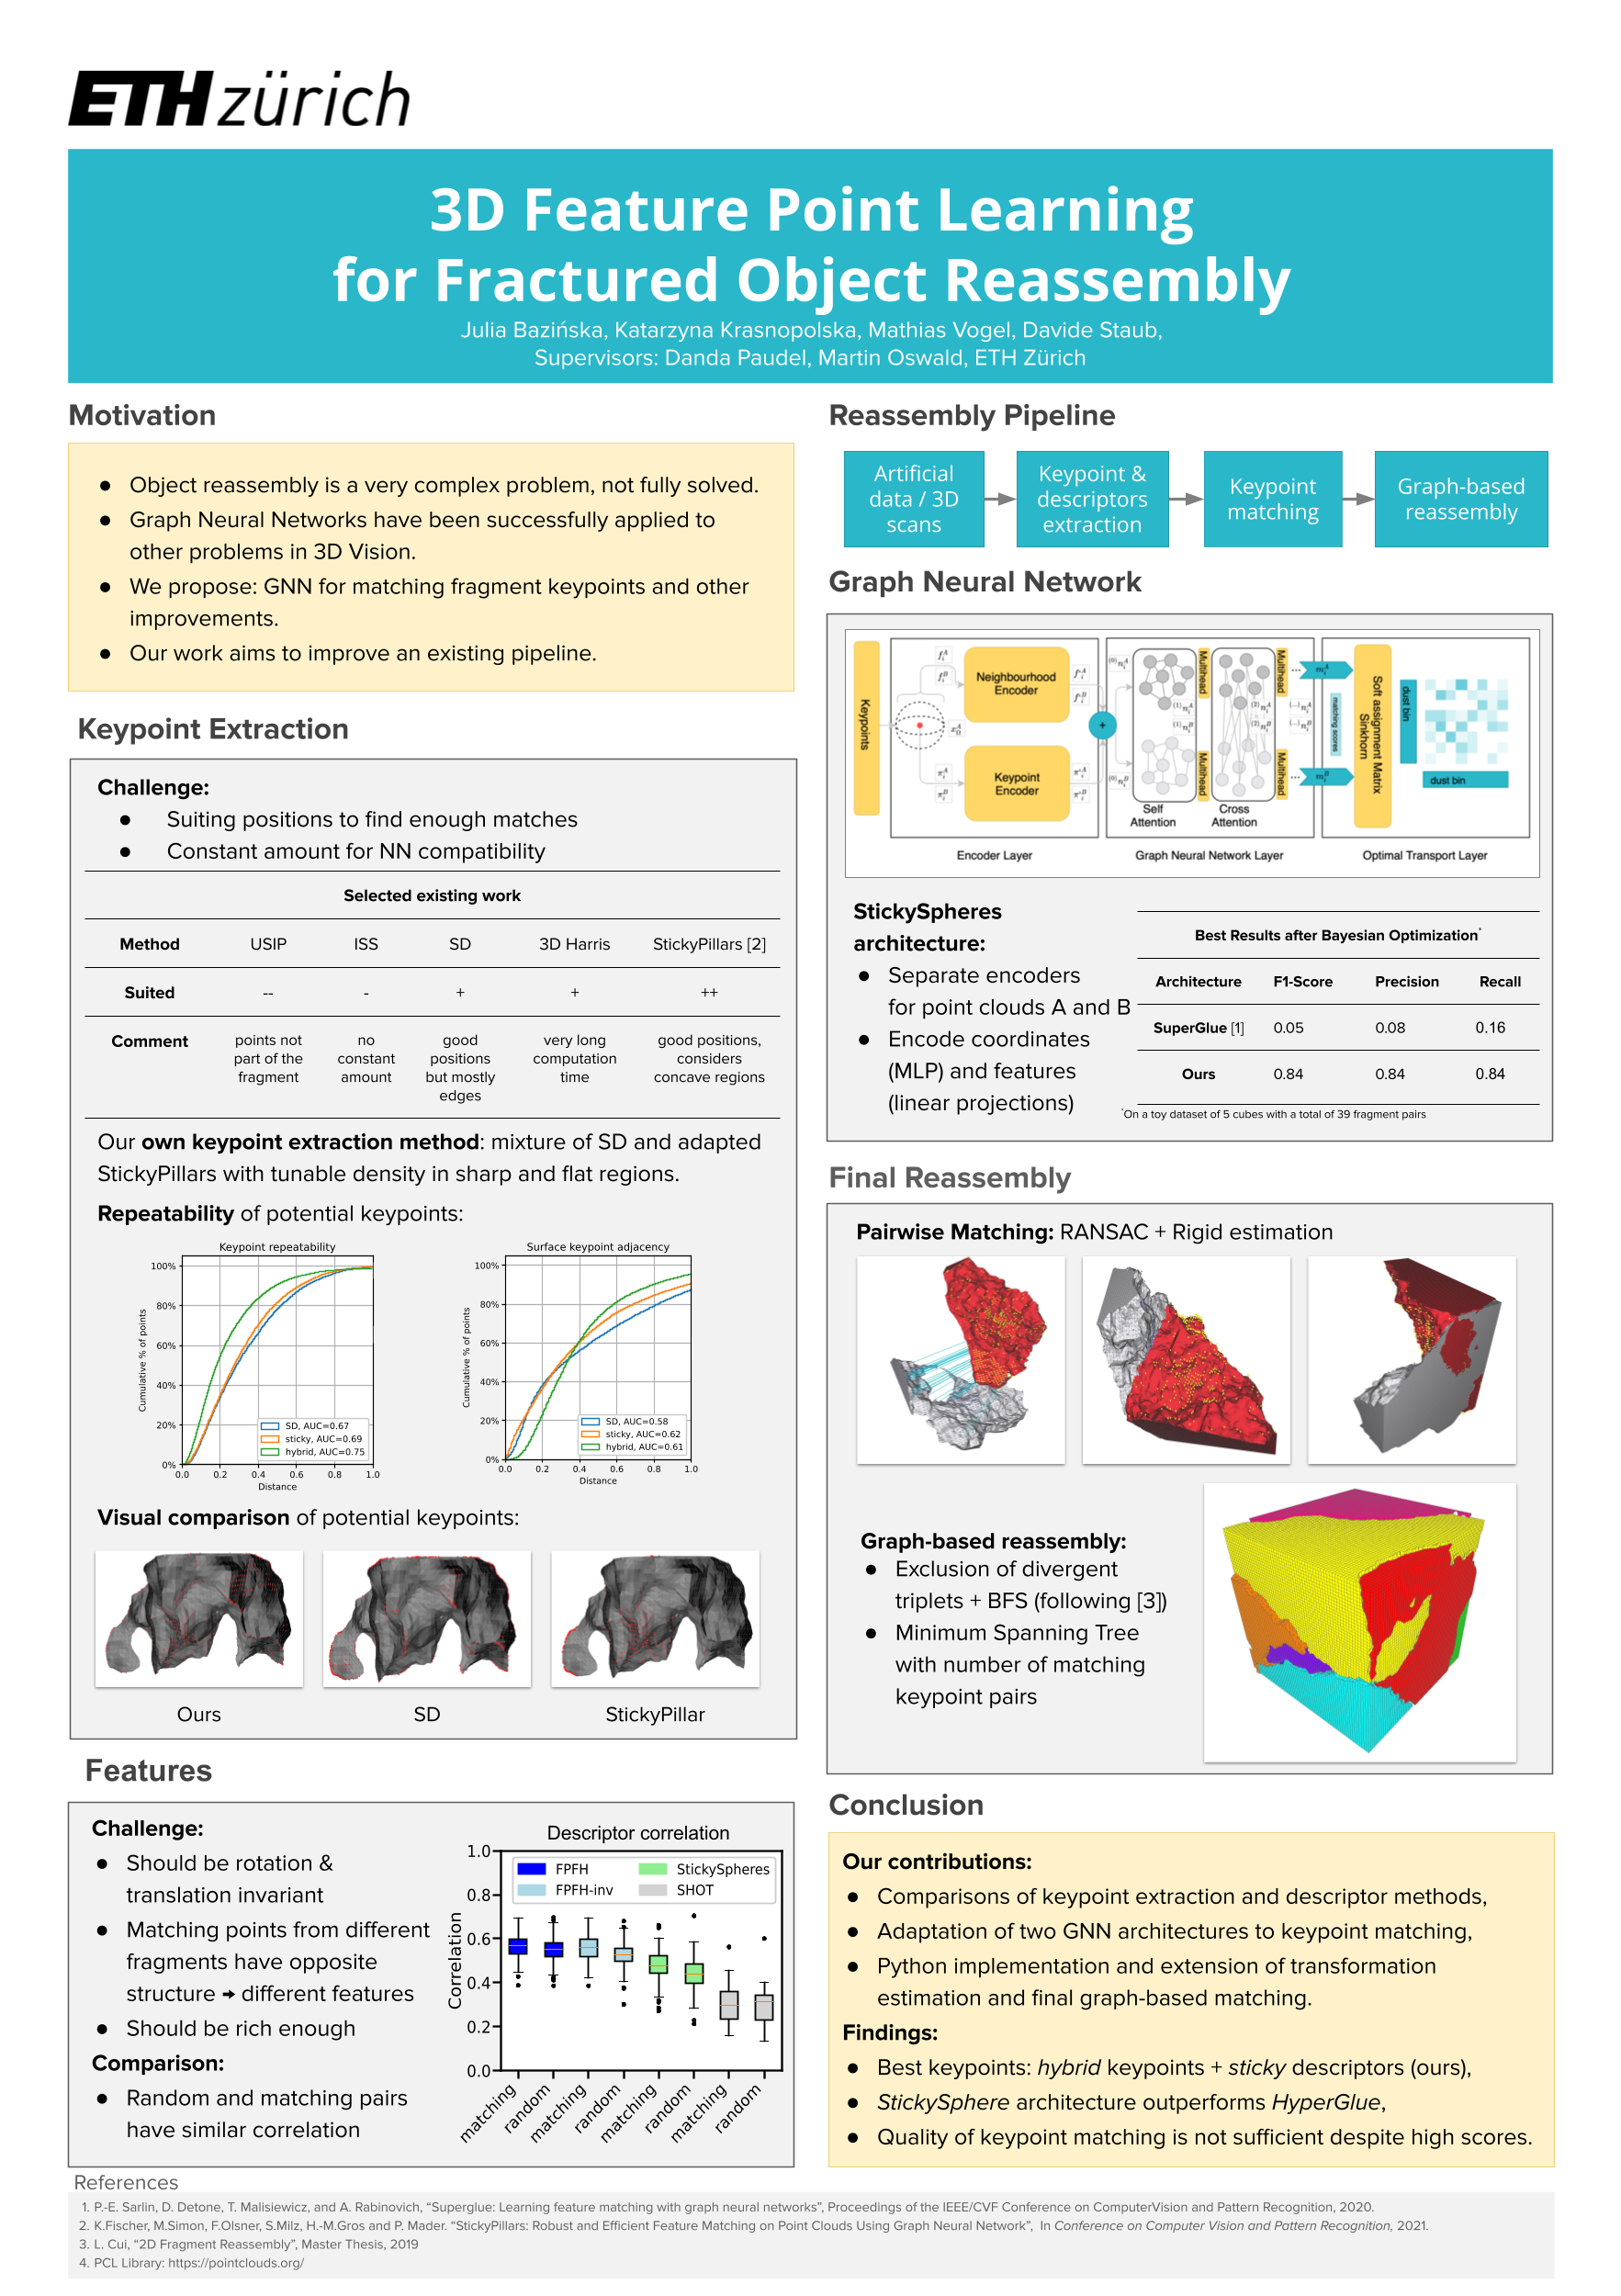 ETH zürich
3D Feature Point Learning
for Fractured Object Reassembly
Julia Bazińska, Katarzyna Krasnopolska, Mathias Vogel, Davide Staub,
Supervisors: Danda Paudel, Martin Oswald, ETH Zürich
Motivation
● Object reassembly is a very complex problem, not fully solved.
● Graph Neural Networks have been successfully applied to
other problems in 3D Vision.
● We propose: GNN for matching fragment keypoints and other
improvements.
● Our work aims to improve an existing pipeline.
Keypoint Extraction
Challenge:
● Suiting positions to find enough matches
● Constant amount for NN compatibility
Selected existing work
Method USIP ISS SD 3D Harris StickyPillars [2]
Suited -- - + + ++
Comment points not no good very long good positions,
part of the constant positions computation considers
fragment amount but mostly time concave regions
edges
Our own keypoint extraction method: mixture of SD and adapted
StickyPillars with tunable density in sharp and flat regions.
Repeatability of potential keypoints:
Keypoint repeatability
Cumulative % of points
100%
80%
60%
40%
20%
0%
SD, AUC=0.67
sticky, AUC=0.69
hybrid, AUC=0.75
0.0 0.2 0.4 0.6 0.8 1.0
Distance
Surface keypoint adjacency
Cumulative % of points
100%
80%
60%
40%
20%
0%
SD, AUC=0.58
sticky, AUC=0.62
hybrid, AUC=0.61
0.0 0.2 0.4 0.6 0.8 1.0
Distance
Visual comparison of potential keypoints:
Ours SD StickyPillar
Features
Challenge:
● Should be rotation &
translation invariant
● Matching points from different
fragments have opposite
structure → different features
● Should be rich enough
Comparison:
● Random and matching pairs
have similar correlation
Descriptor correlation
Correlation
1.0
0.8
0.6
0.4
0.2
0.0
FPFH StickySpheres
FPFH-inv SHOT
matching random matching random matching random matching random
Reassembly Pipeline
Artificial
data / 3D
scans
Keypoint &
descriptors
extraction
Keypoint
matching
Graph-based
reassembly
Graph Neural Network
Keypoints
Neighbourhood
Encoder
Keypoint
Encoder
+
Multihead
Multihead
Multihead
Multihead
Self
Attention
Cross
Attention
matching scores
Soft assignment Matrix
Sinkhorn
dust bin
dust bin
Encoder Layer Graph Neural Network Layer Optimal Transport Layer
StickySpheres
architecture:
● Separate encoders
for point clouds A and B
● Encode coordinates
(MLP) and features
(linear projections)
Best Results after Bayesian Optimization*
Architecture F1-Score Precision Recall
SuperGlue [1] 0.05 0.08 0.16
Ours 0.84 0.84 0.84
*On a toy dataset of 5 cubes with a total of 39 fragment pairs
Final Reassembly
Pairwise Matching: RANSAC + Rigid estimation
Graph-based reassembly:
● Exclusion of divergent
triplets + BFS (following [3])
● Minimum Spanning Tree
with number of matching
keypoint pairs
Conclusion
Our contributions:
● Comparisons of keypoint extraction and descriptor methods,
● Adaptation of two GNN architectures to keypoint matching,
● Python implementation and extension of transformation
estimation and final graph-based matching.
Findings:
● Best keypoints: hybrid keypoints + sticky descriptors (ours),
● StickySphere architecture outperforms HyperGlue,
● Quality of keypoint matching is not sufficient despite high scores.
References
1. P.-E. Sarlin, D. Detone, T. Malisiewicz, and A. Rabinovich, “Superglue: Learning feature matching with graph neural networks”, Proceedings of the IEEE/CVF Conference on ComputerVision and Pattern Recognition, 2020.
2. K.Fischer, M.Simon, F.Olsner, S.Milz, H.-M.Gros and P. Mader. “StickyPillars: Robust and Efficient Feature Matching on Point Clouds Using Graph Neural Network”, In Conference on Computer Vision and Pattern Recognition, 2021.
3. L. Cui, “2D Fragment Reassembly”, Master Thesis, 2019
4. PCL Library: https://pointclouds.org/